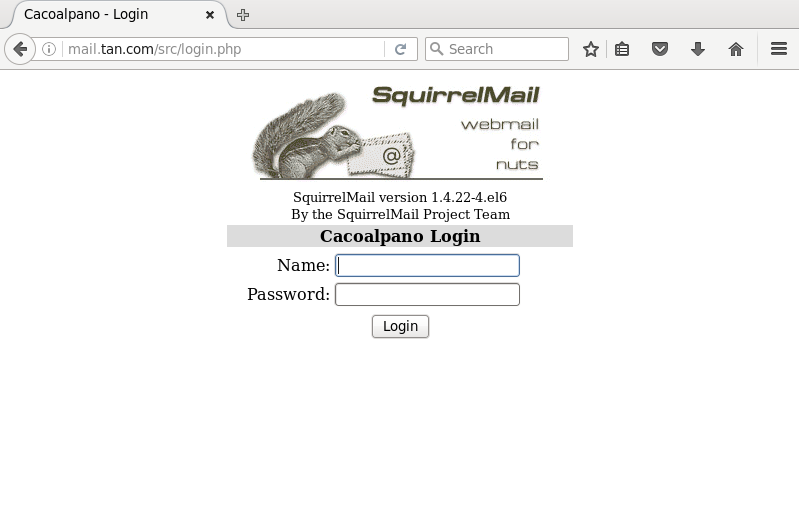 Cacoalpano - Login
mail.tan.com/src/login.php
Search
SquirrelMail
webmail
for
nuts
@
SquirrelMail version 1.4.22-4.el6
By the SquirrelMail Project Team
Cacoalpano Login
Name:
Password:
Login